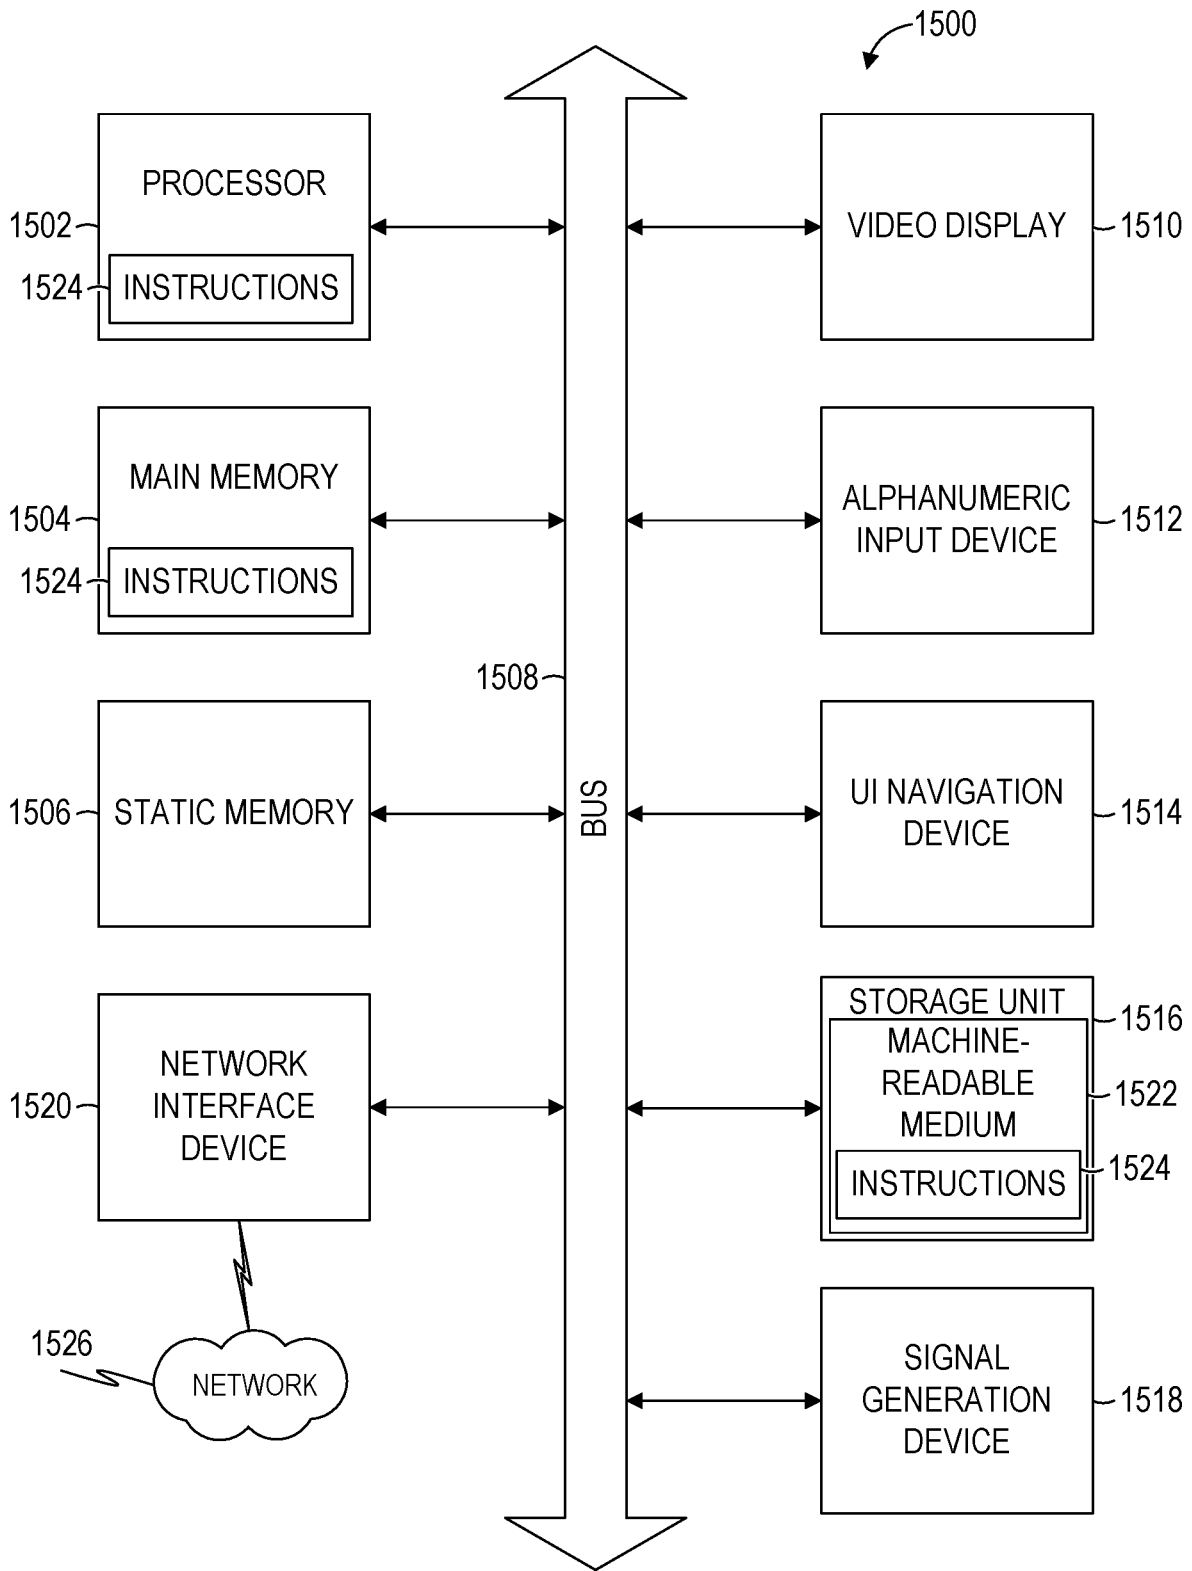 1500
PROCESSOR
1502
1524
INSTRUCTIONS
VIDEO DISPLAY
1510
MAIN MEMORY
1504
1524
INSTRUCTIONS
ALPHANUMERIC
INPUT DEVICE
1512
1508
BUS
1506
STATIC MEMORY
UI NAVIGATION
DEVICE
1514
NETWORK
INTERFACE
DEVICE
1520
STORAGE UNIT
1516
MACHINE-
READABLE
MEDIUM
1522
1524
INSTRUCTIONS
1526
NETWORK
SIGNAL
GENERATION
DEVICE
1518